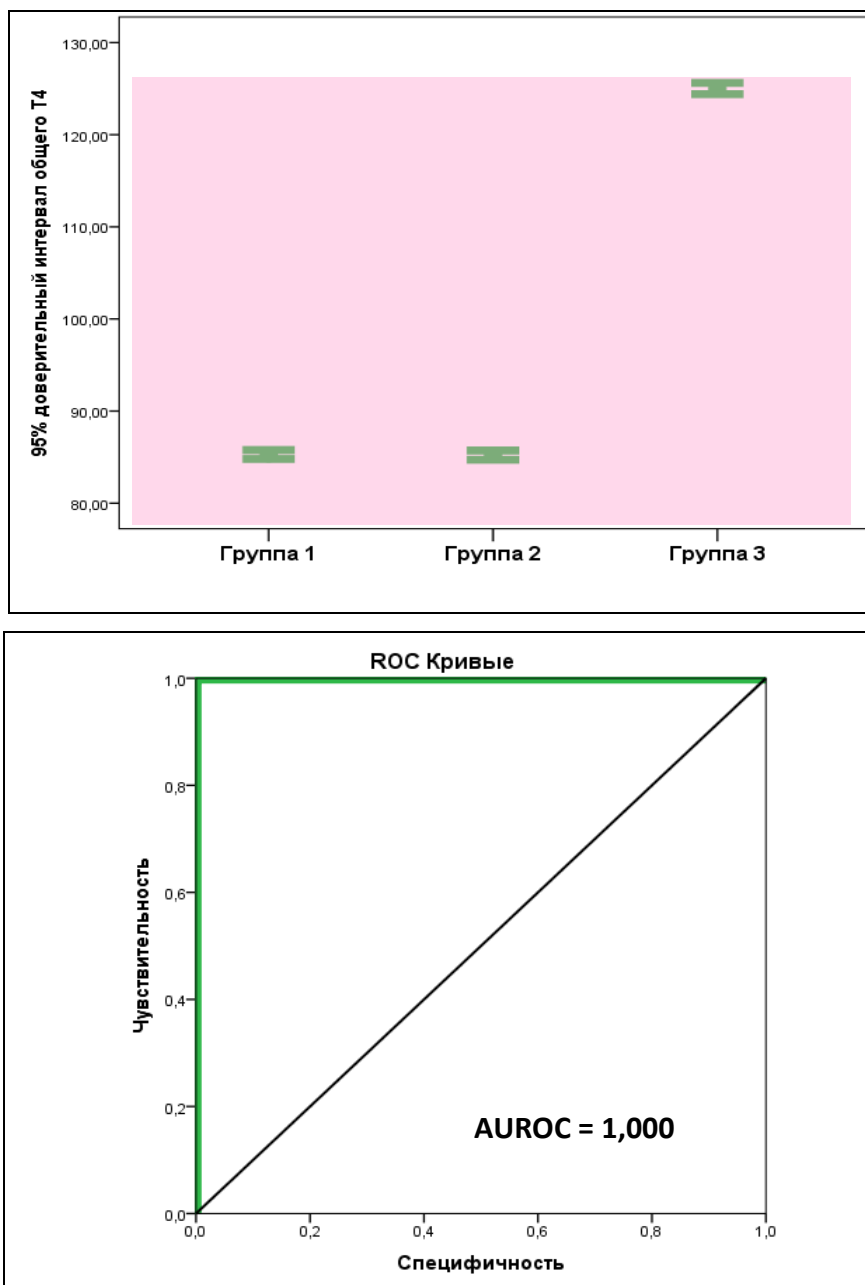 95% доверительный интервал общего T4
130,00
120,00
110,00
100,00
90,00
80,00
Группа 1 Группа 2 Группа 3
ROC Кривые
Чувствительность
1,0
0,8
0,6
0,4
0,2
0,0
AUROC = 1,000
0,0 0,2 0,4 0,6 0,8 1,0
Специфичность